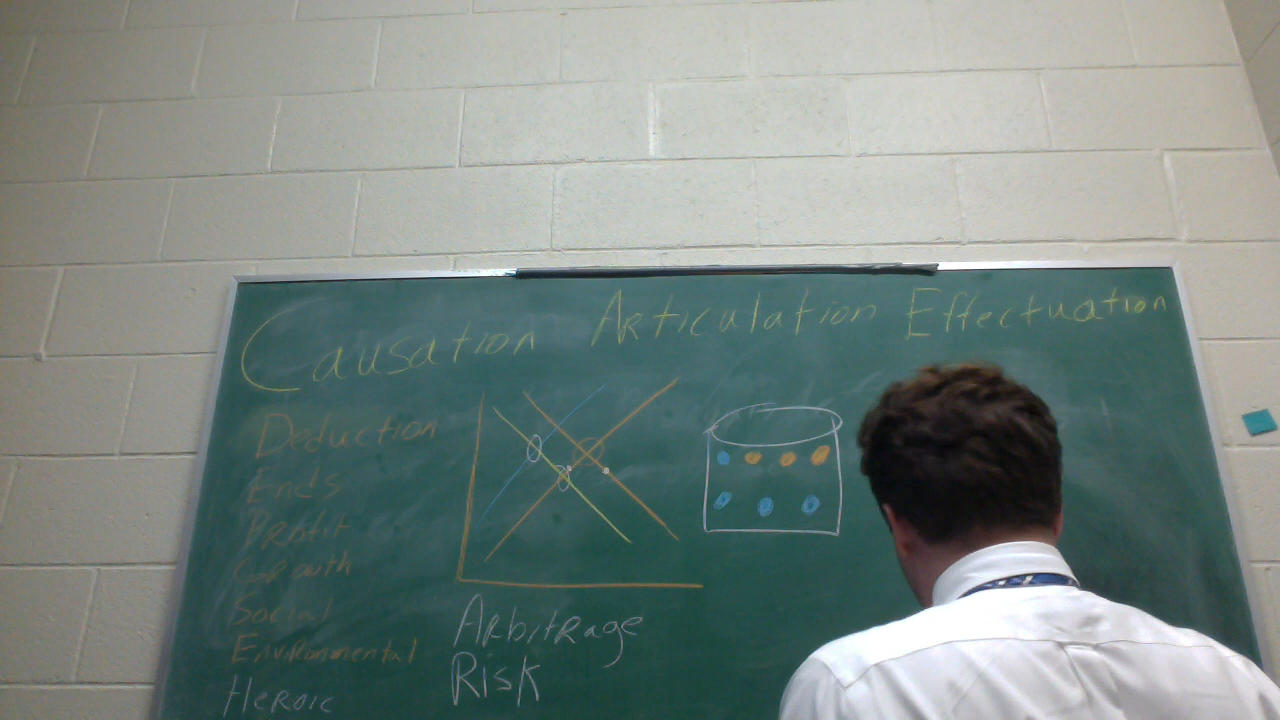 Causation Articulation Effectuation
Deduction
Ends
Profit
Growth
Social
Environmental
Heroic
Arbitrage
Risk